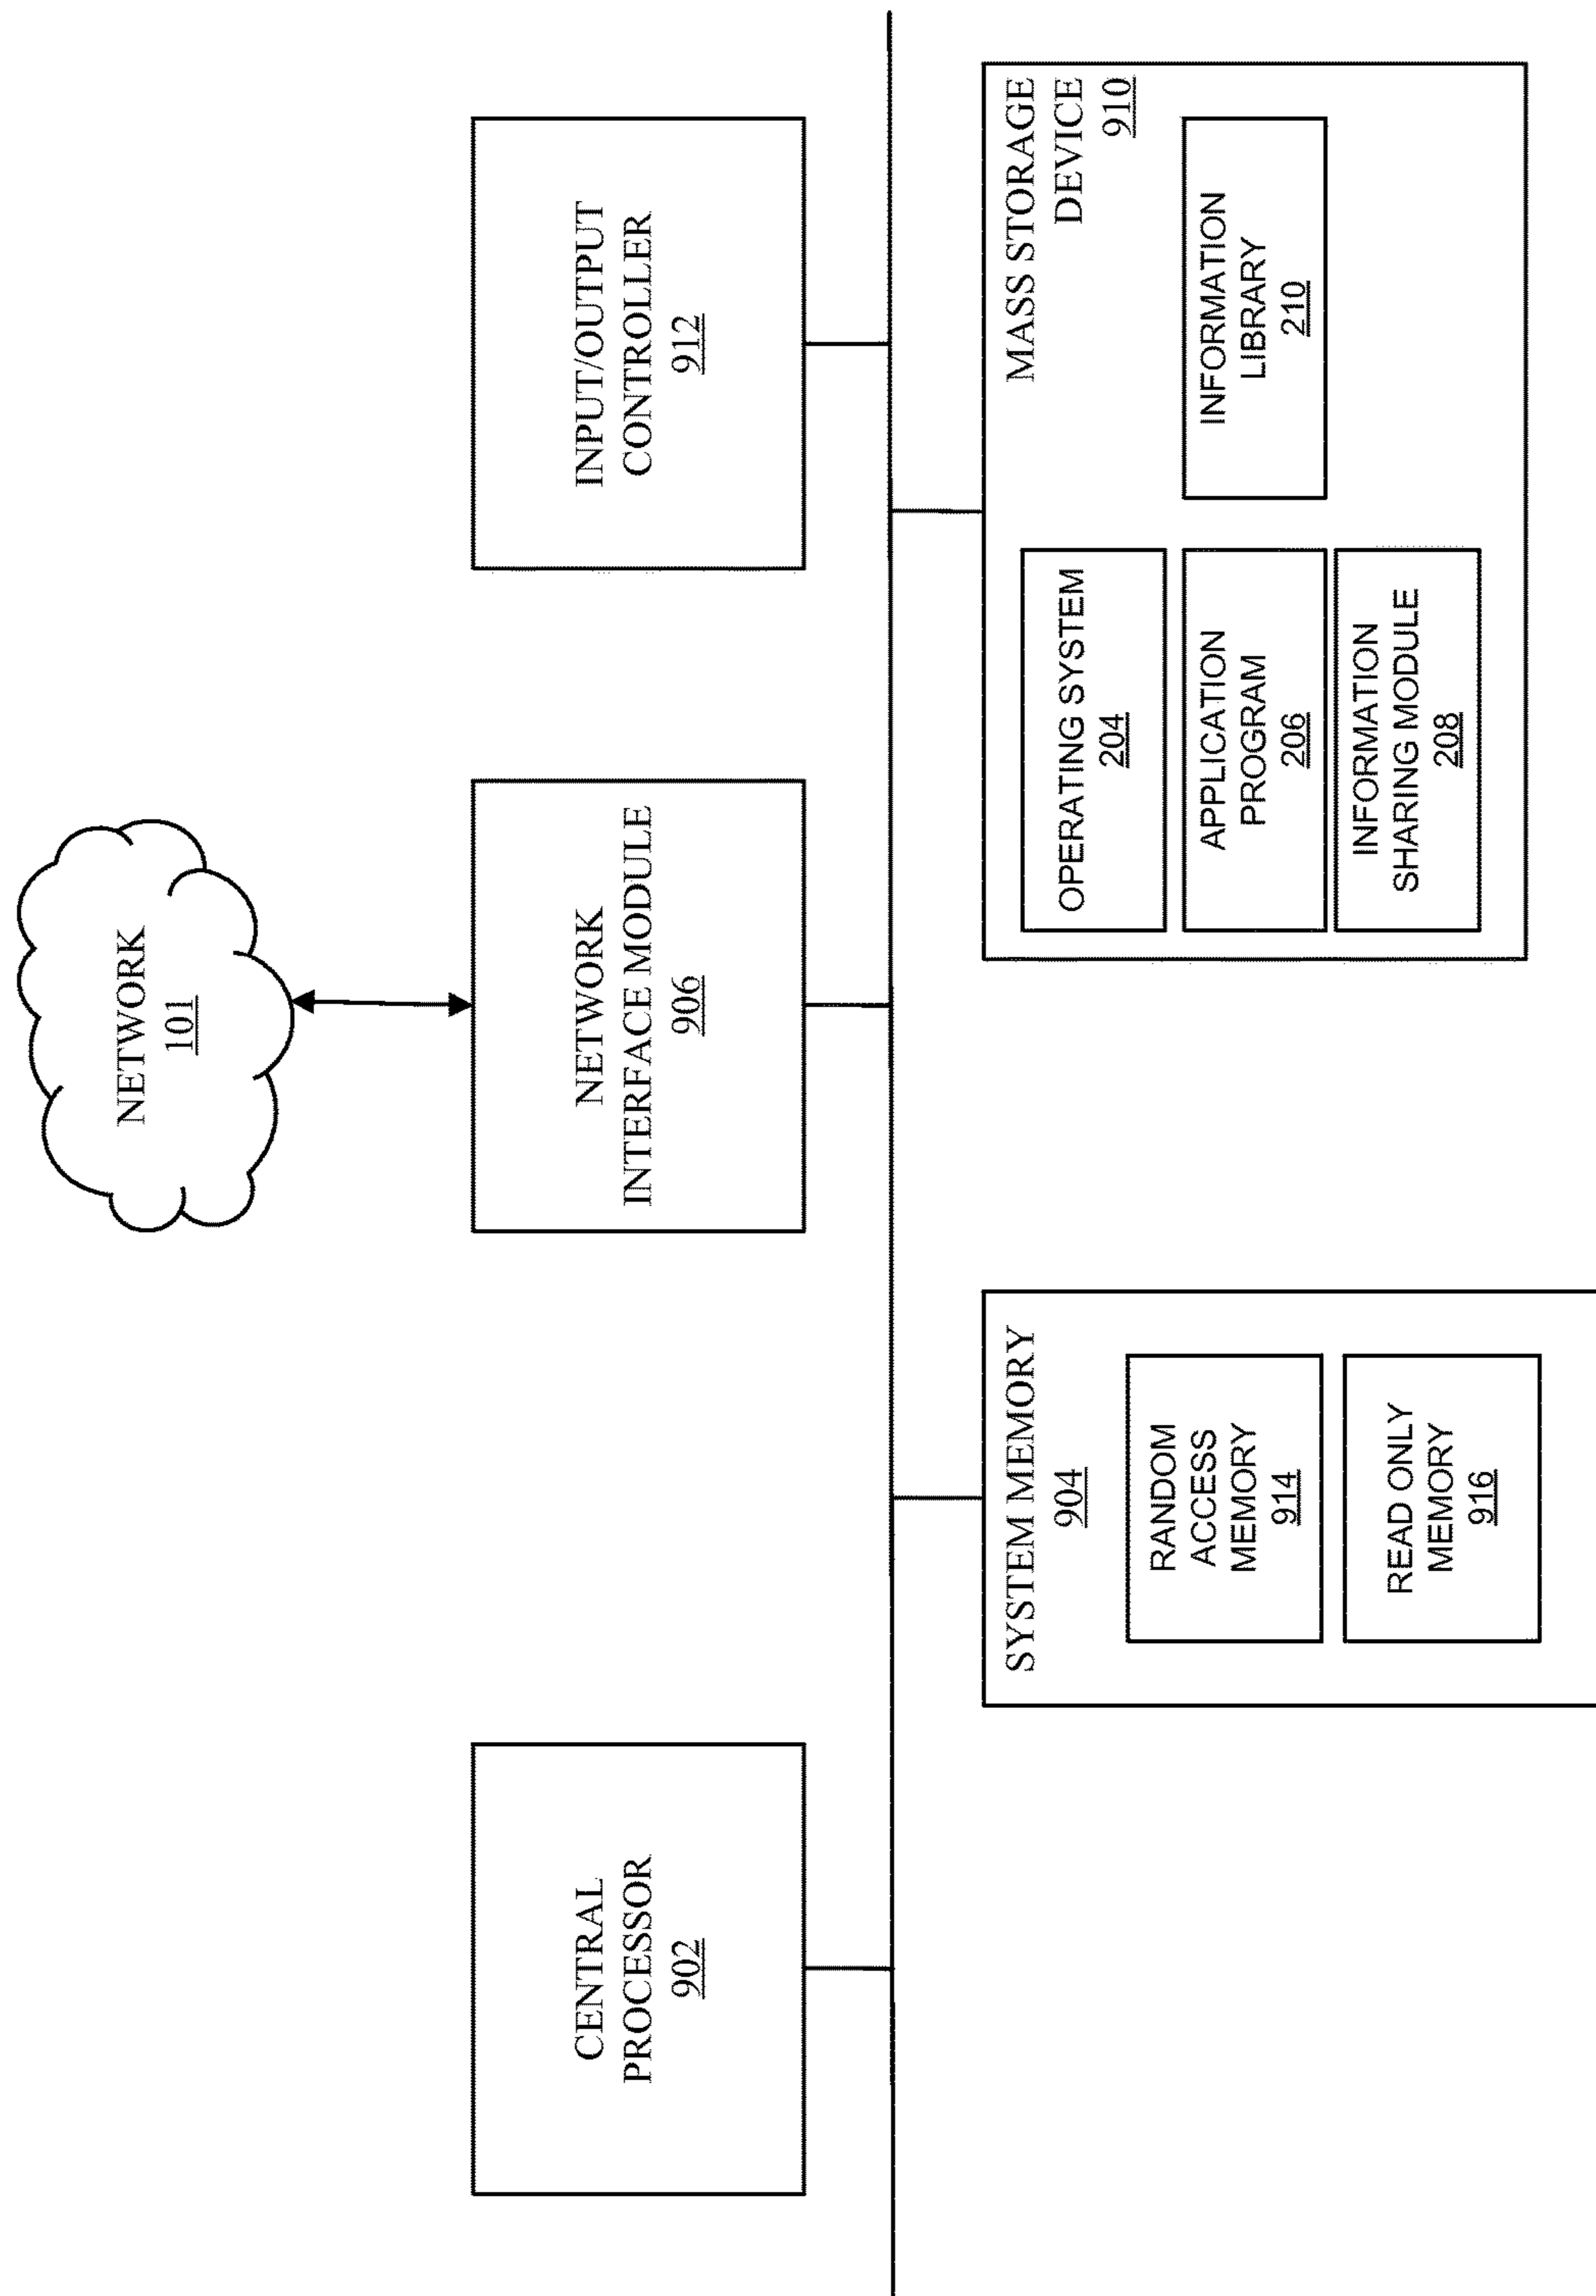 NETWORK
101
CENTRAL
PROCESSOR
902
NETWORK
INTERFACE MODULE
906
INPUT/OUTPUT
CONTROLLER
912
SYSTEM MEMORY
904
RANDOM
ACCESS
MEMORY
914
READ ONLY
MEMORY
916
MASS STORAGE
DEVICE
910
OPERATING SYSTEM
204
APPLICATION
PROGRAM
206
INFORMATION
SHARING MODULE
208
INFORMATION
LIBRARY
210